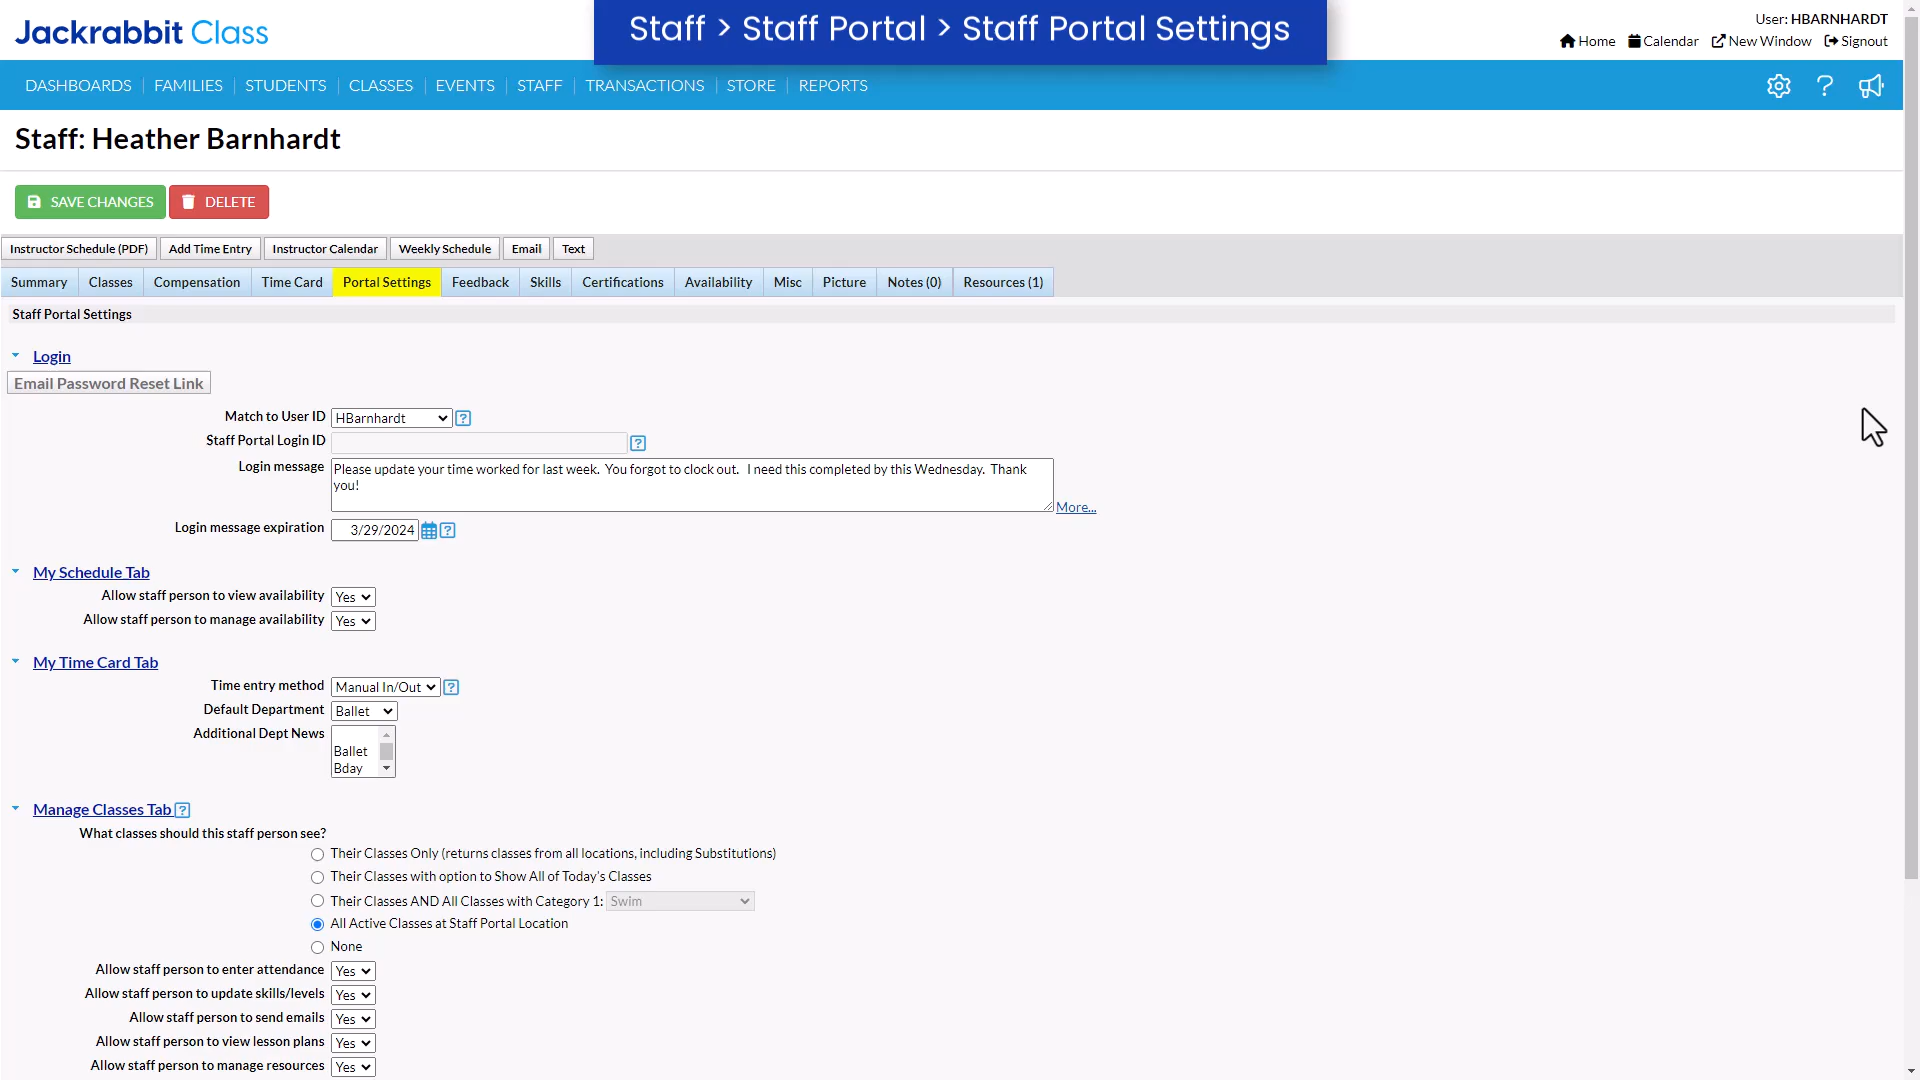 Jackrabbit Class
Staff > Staff Portal > Staff Portal Settings
User: HBARNHARDT
Home Calendar New Window Signout
DASHBOARDS FAMILIES STUDENTS CLASSES EVENTS STAFF TRANSACTIONS STORE REPORTS
Staff: Heather Barnhardt
SAVE CHANGES DELETE
Instructor Schedule (PDF) Add Time Entry Instructor Calendar Weekly Schedule Email Text
Summary Classes Compensation Time Card Portal Settings Feedback Skills Certifications Availability Misc Picture Notes (0) Resources (1)
Staff Portal Settings
Login
Email Password Reset Link
Match to User ID HBarnhardt ?
Staff Portal Login ID ?
Login message Please update your time worked for last week. You forgot to clock out. I need this completed by this Wednesday. Thank
you!
More...
Login message expiration 3/29/2024 ?
My Schedule Tab
Allow staff person to view availability Yes
Allow staff person to manage availability Yes
My Time Card Tab
Time entry method Manual In/Out ?
Default Department Ballet
Additional Dept News
Ballet
Bday
Manage Classes Tab ?
What classes should this staff person see?
Their Classes Only (returns classes from all locations, including Substitutions)
Their Classes with option to Show All of Today's Classes
Their Classes AND All Classes with Category 1: Swim
All Active Classes at Staff Portal Location
None
Allow staff person to enter attendance Yes
Allow staff person to update skills/levels Yes
Allow staff person to send emails Yes
Allow staff person to view lesson plans Yes
Allow staff person to manage resources Yes